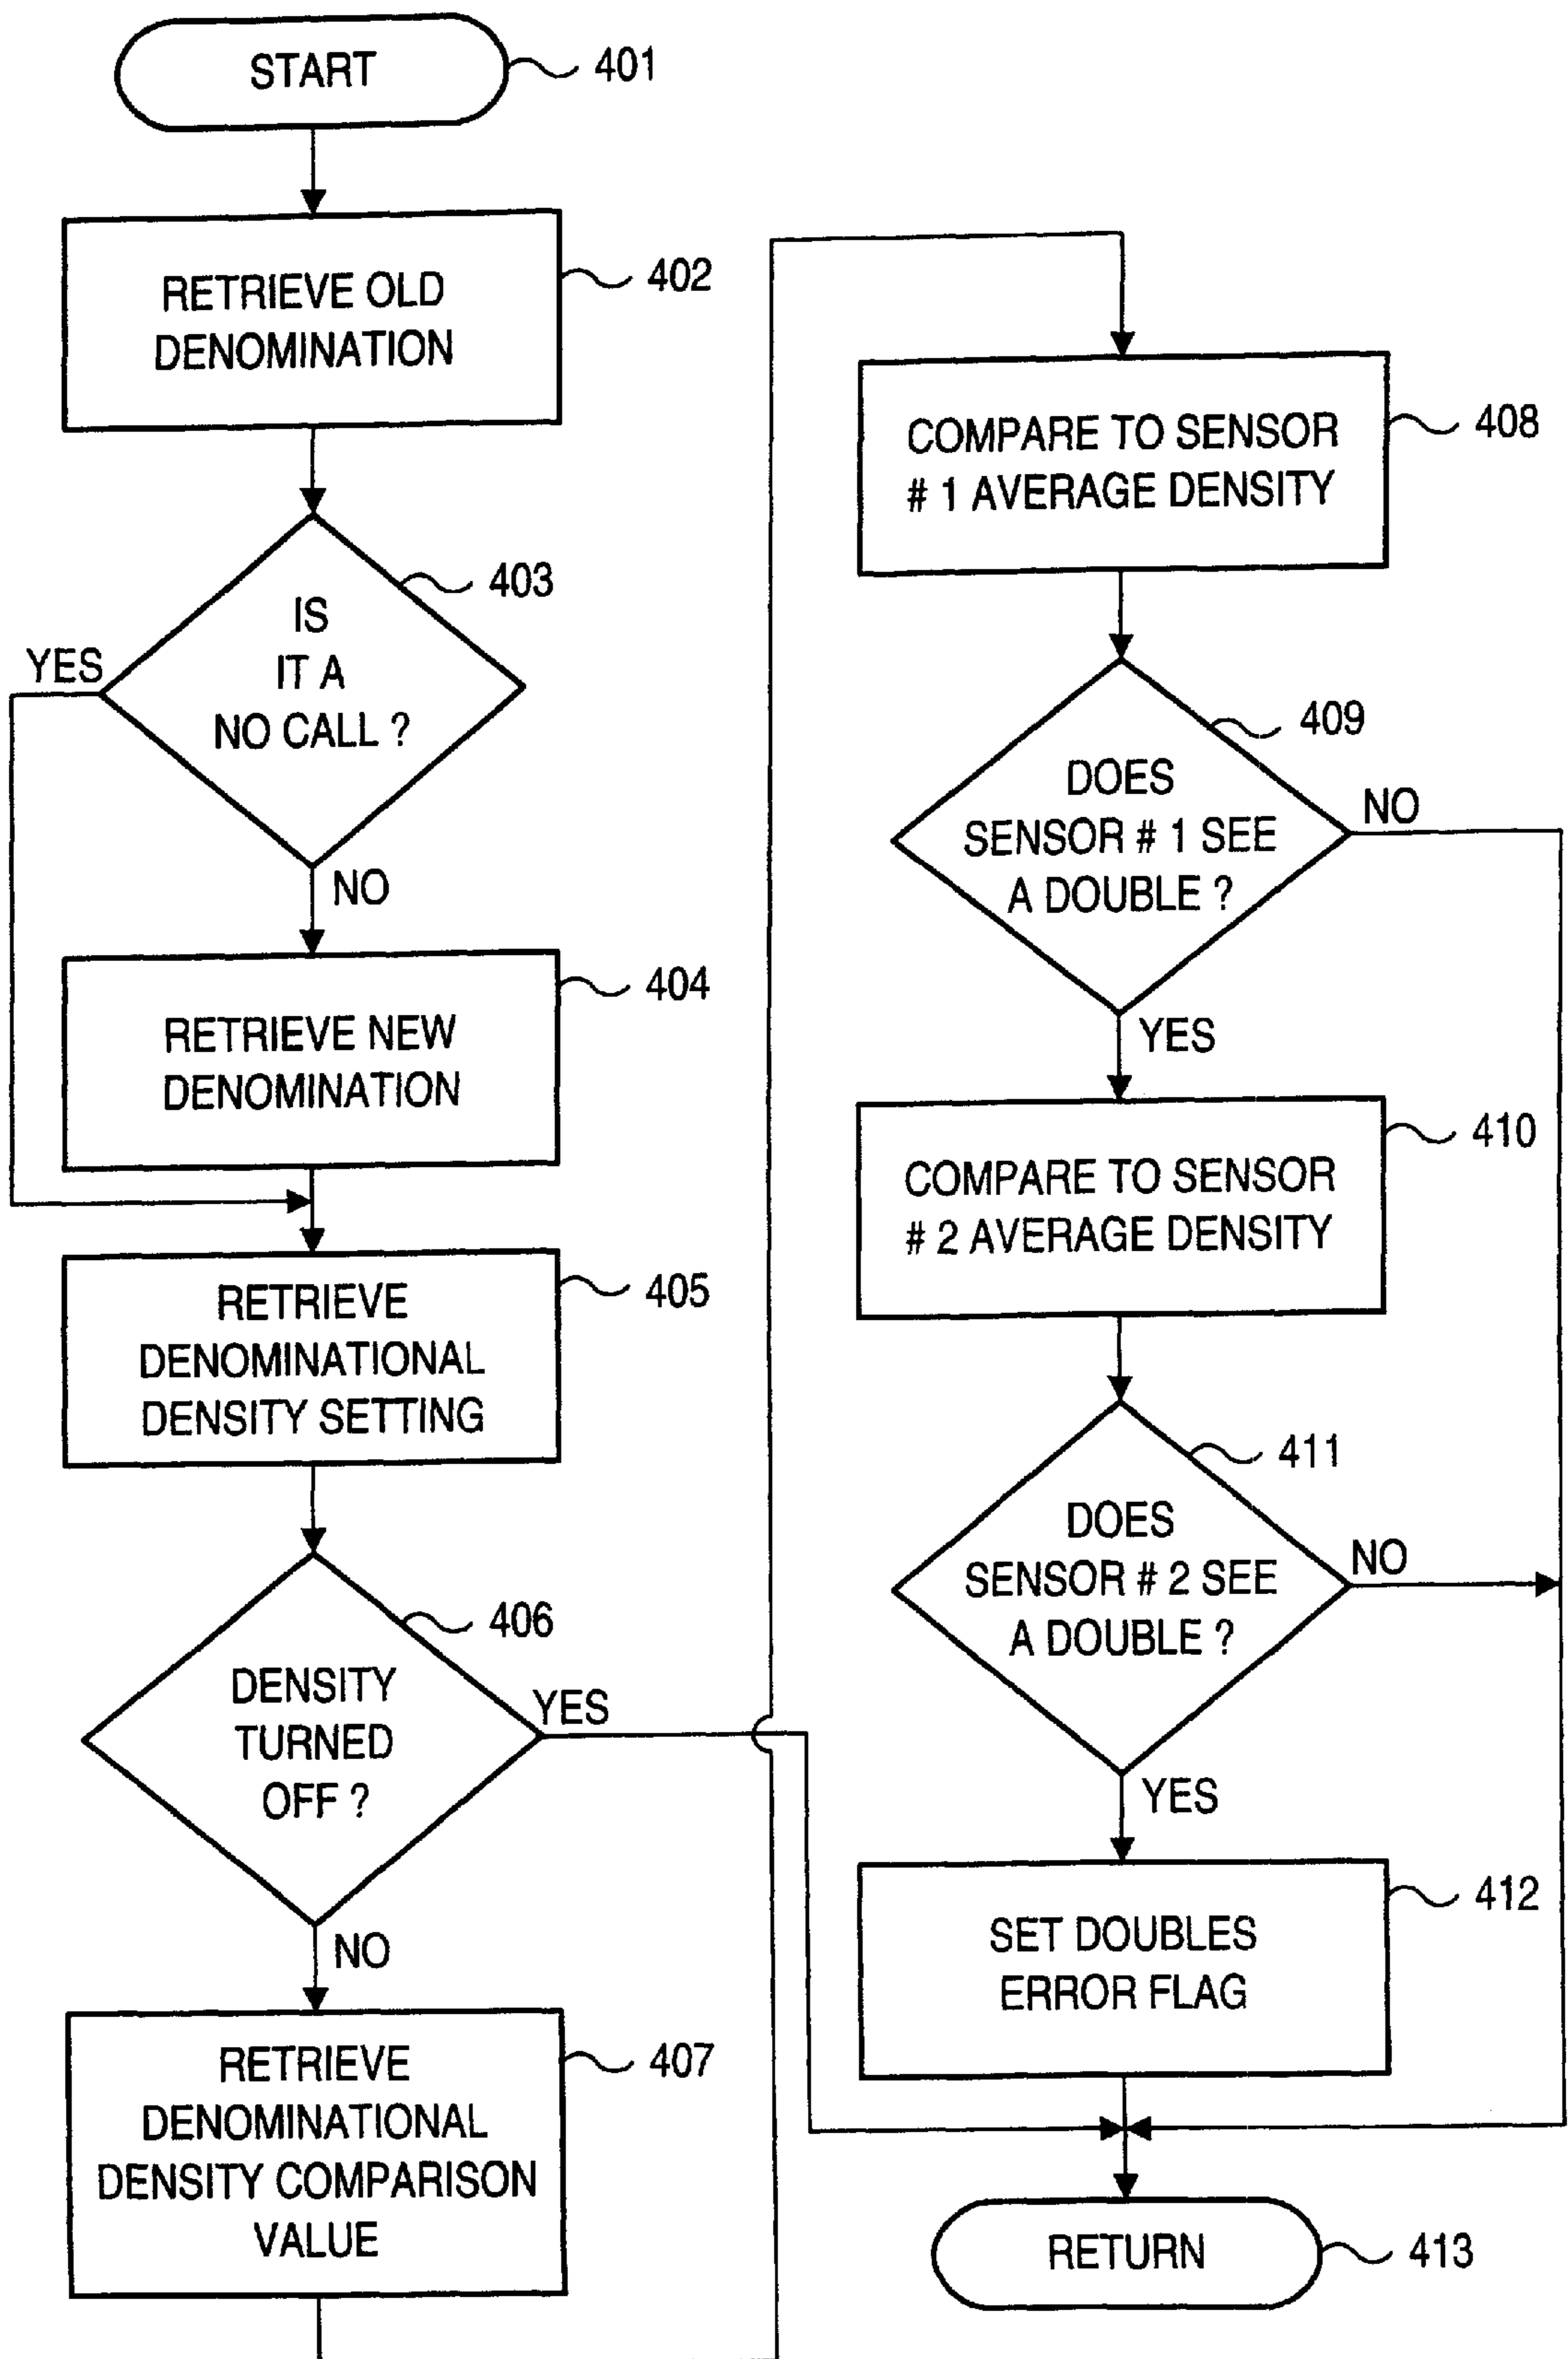 START
401
RETRIEVE OLD
DENOMINATION
402
IS
IT A
NO CALL ?
403
YES
NO
RETRIEVE NEW
DENOMINATION
404
RETRIEVE
DENOMINATIONAL
DENSITY SETTING
405
DENSITY
TURNED
OFF ?
406
YES
NO
RETRIEVE
DENOMINATIONAL
DENSITY COMPARISON
VALUE
407
COMPARE TO SENSOR
# 1 AVERAGE DENSITY
408
DOES
SENSOR # 1 SEE
A DOUBLE ?
409
NO
YES
COMPARE TO SENSOR
# 2 AVERAGE DENSITY
410
DOES
SENSOR # 2 SEE
A DOUBLE ?
411
NO
YES
SET DOUBLES
ERROR FLAG
412
RETURN
413